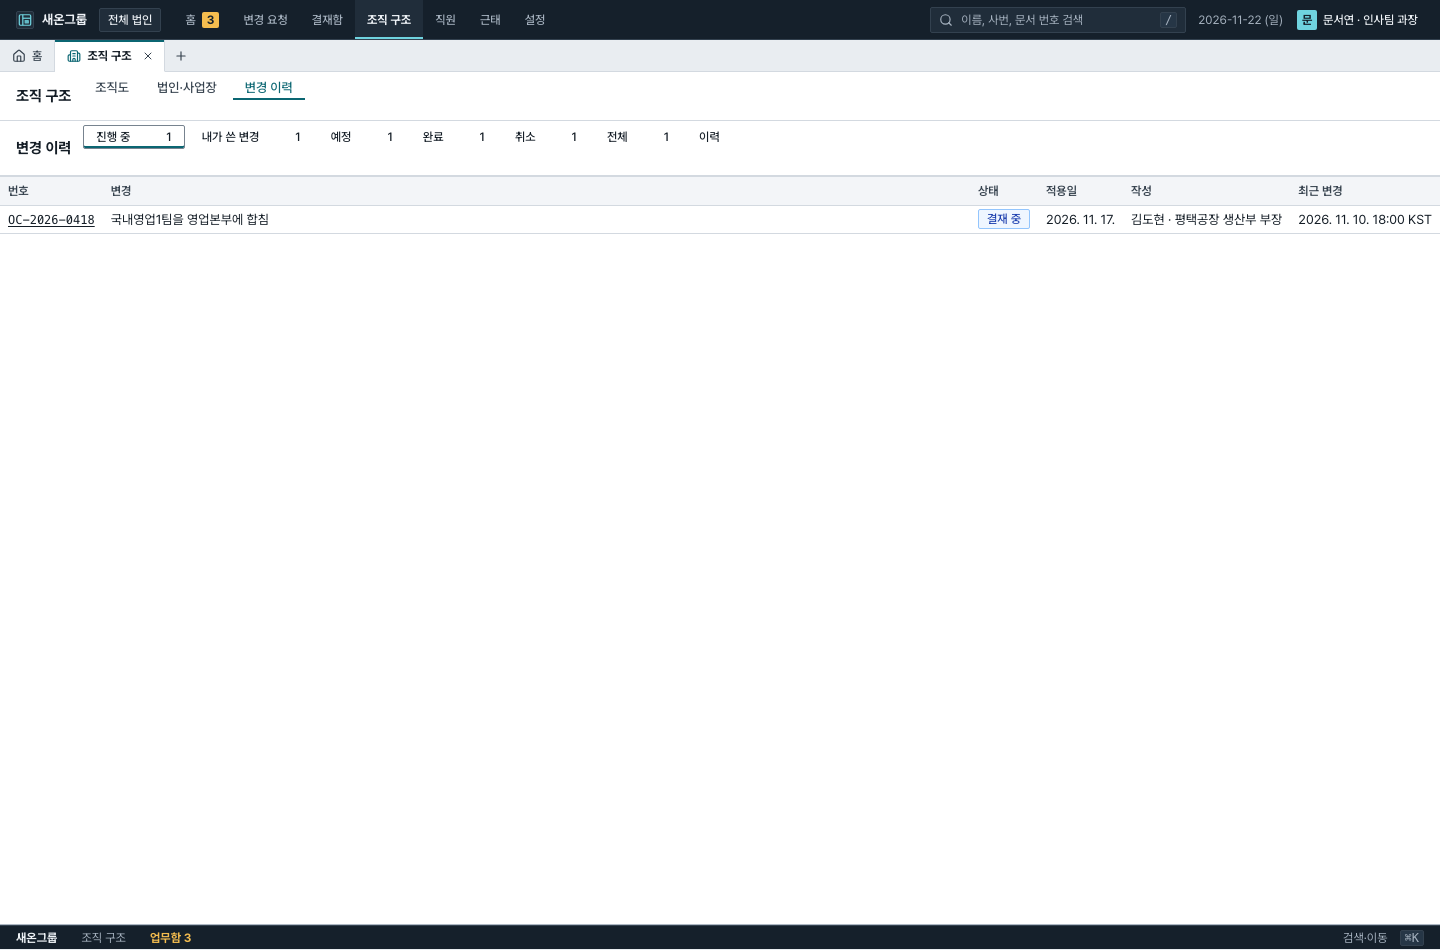 새온그룹 전체 법인 홈 3 변경 요청 결재함 조직 구조 직원 근태 설정 이름, 사번, 문서 번호 검색 / 2026-11-22 (일) 문 문서연 · 인사팀 과장
홈 조직 구조
조직 구조 조직도 법인·사업장 변경 이력
변경 이력 진행 중 1 내가 쓴 변경 1 예정 1 완료 1 취소 1 전체 1 이력
번호 변경 상태 적용일 작성 최근 변경
OC-2026-0418 국내영업1팀을 영업본부에 합침 결재 중 2026. 11. 17. 김도현 · 평택공장 생산부 부장 2026. 11. 10. 18:00 KST
새온그룹 조직 구조 업무함 3 검색·이동 ⌘K